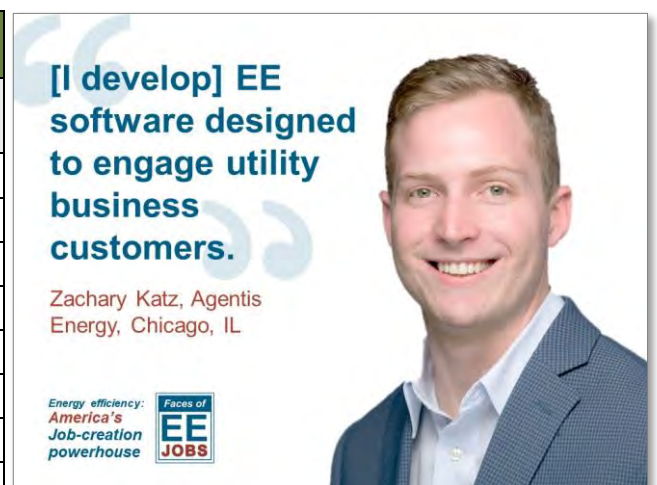 [I develop] EE
software designed
to engage utility
business
customers.
Zachary Katz, Agentis
Energy, Chicago, IL
Energy efficiency:
America's
Job-creation
powerhouse
Faces of
EE
JOBS